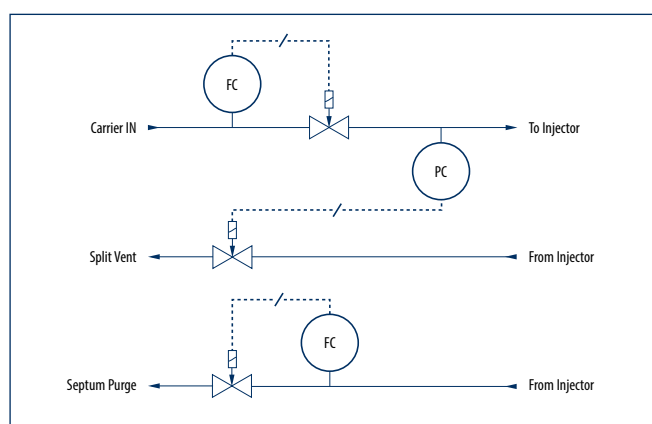 FC
Carrier IN
To Injector
PC
Split Vent
From Injector
FC
Septum Purge
From Injector